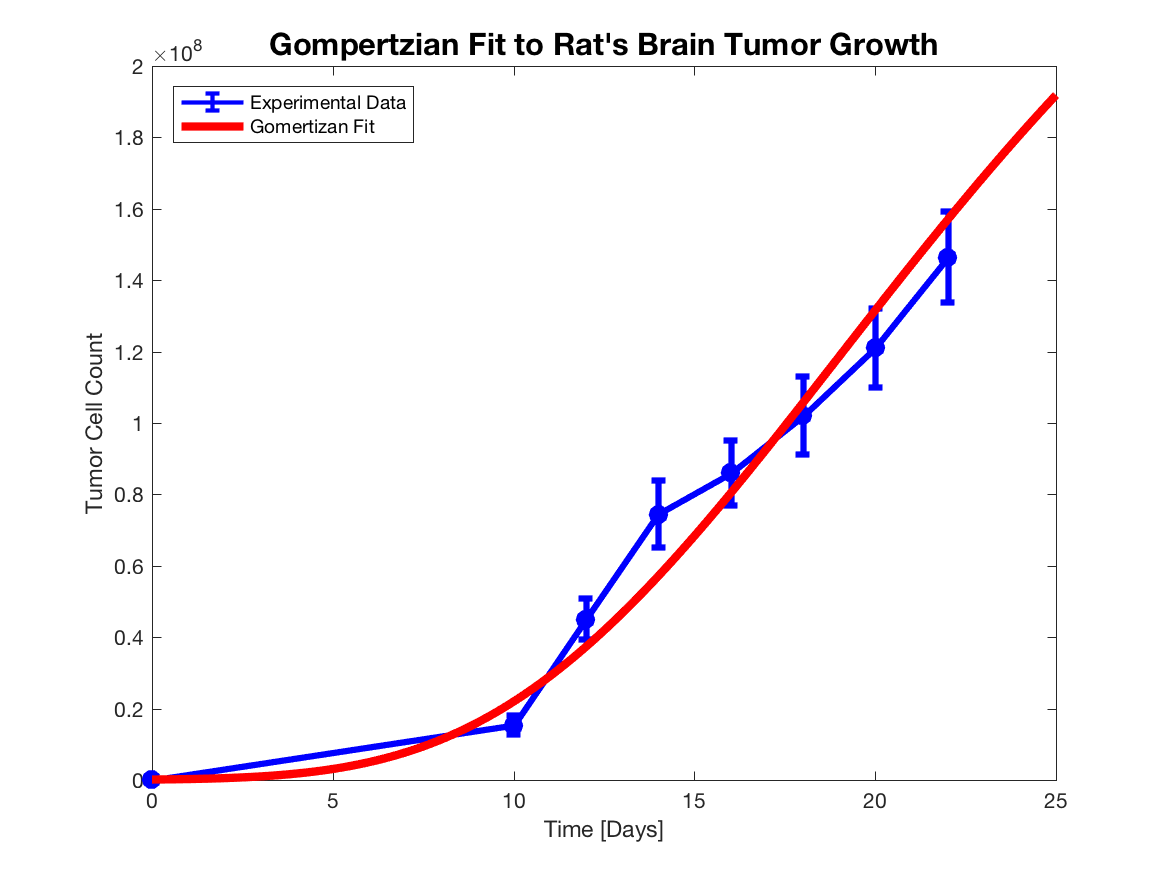 Gompertzian Fit to Rat's Brain Tumor Growth
×10⁸
Experimental Data
Gomertizan Fit
2
1.8
1.6
1.4
1.2
1
0.8
0.6
0.4
0.2
0
Tumor Cell Count
0 5 10 15 20 25
Time [Days]